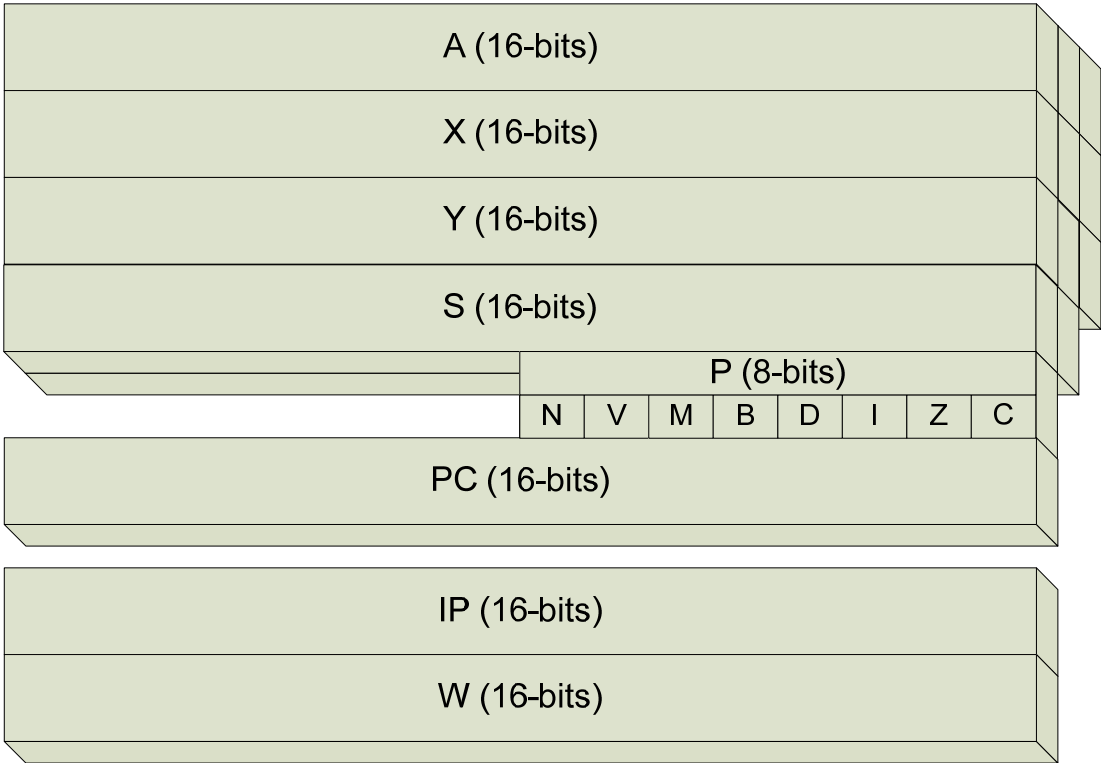 A (16-bits)
X (16-bits)
Y (16-bits)
S (16-bits)
P (8-bits)
N V M B D I Z C
PC (16-bits)
IP (16-bits)
W (16-bits)